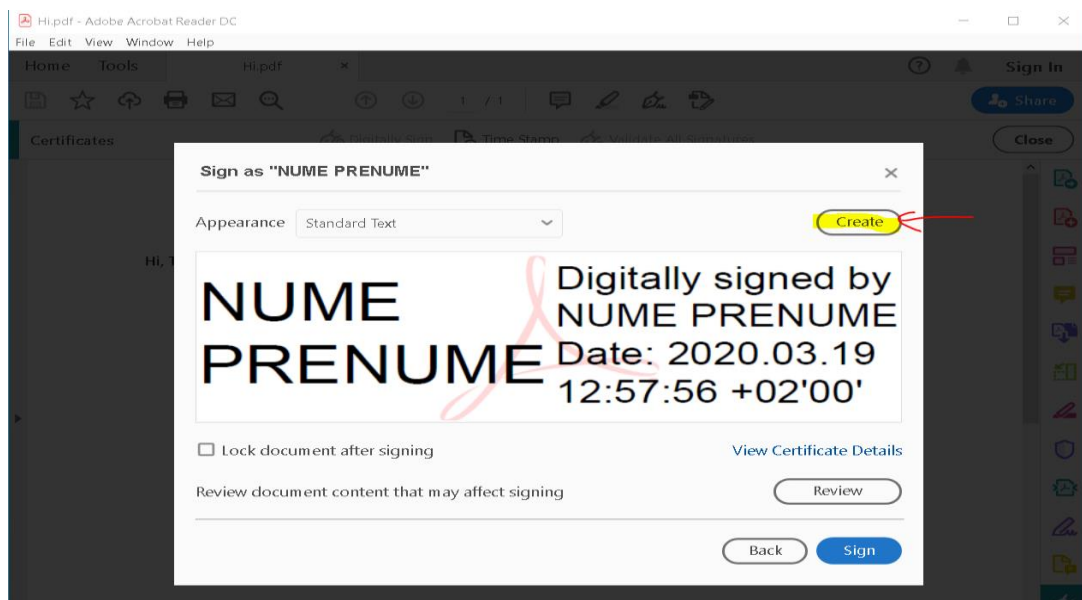 Hi.pdf - Adobe Acrobat Reader DC
File Edit View Window Help
Home Tools Hi.pdf × Sign In
1 / 1 Share
Certificates Digitally Sign Time Stamp Validate All Signatures Close
Sign as "NUME PRENUME"
Appearance Standard Text Create
Hi,
NUME
PRENUME
Digitally signed by
NUME PRENUME
Date: 2020.03.19
12:57:56 +02'00'
Lock document after signing View Certificate Details
Review document content that may affect signing Review
Back Sign